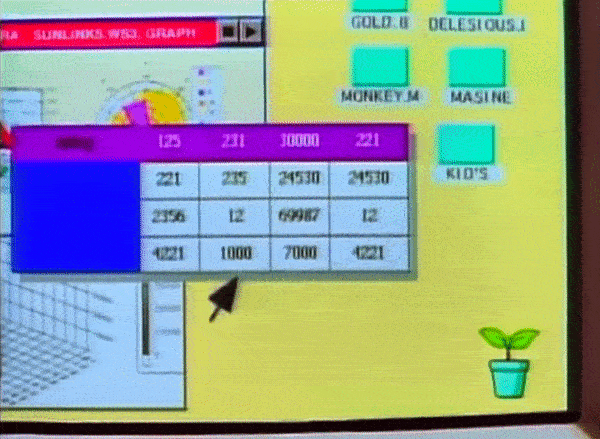 GOLD.B DELESIOUS.I
RA SUNLINKS.WS3. GRAPH
MONKEY.M MASINE
125 231 30000 221
KID'S
221 235 24530 24530
2356 12 69987 12
4221 1000 7000 4221